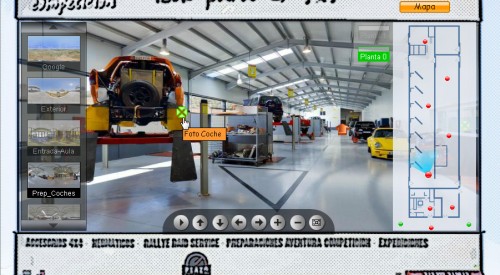 Mapa
Planta 0
Google
Exterior
Entrada-Aula
Prep_Coches
Foto Coche
ACCESORIOS 4x4 · NEUMATICOS · RALLYE RAID SERVICE · PREPARACIONES AVENTURA COMPETICION · EXPEDICIONES